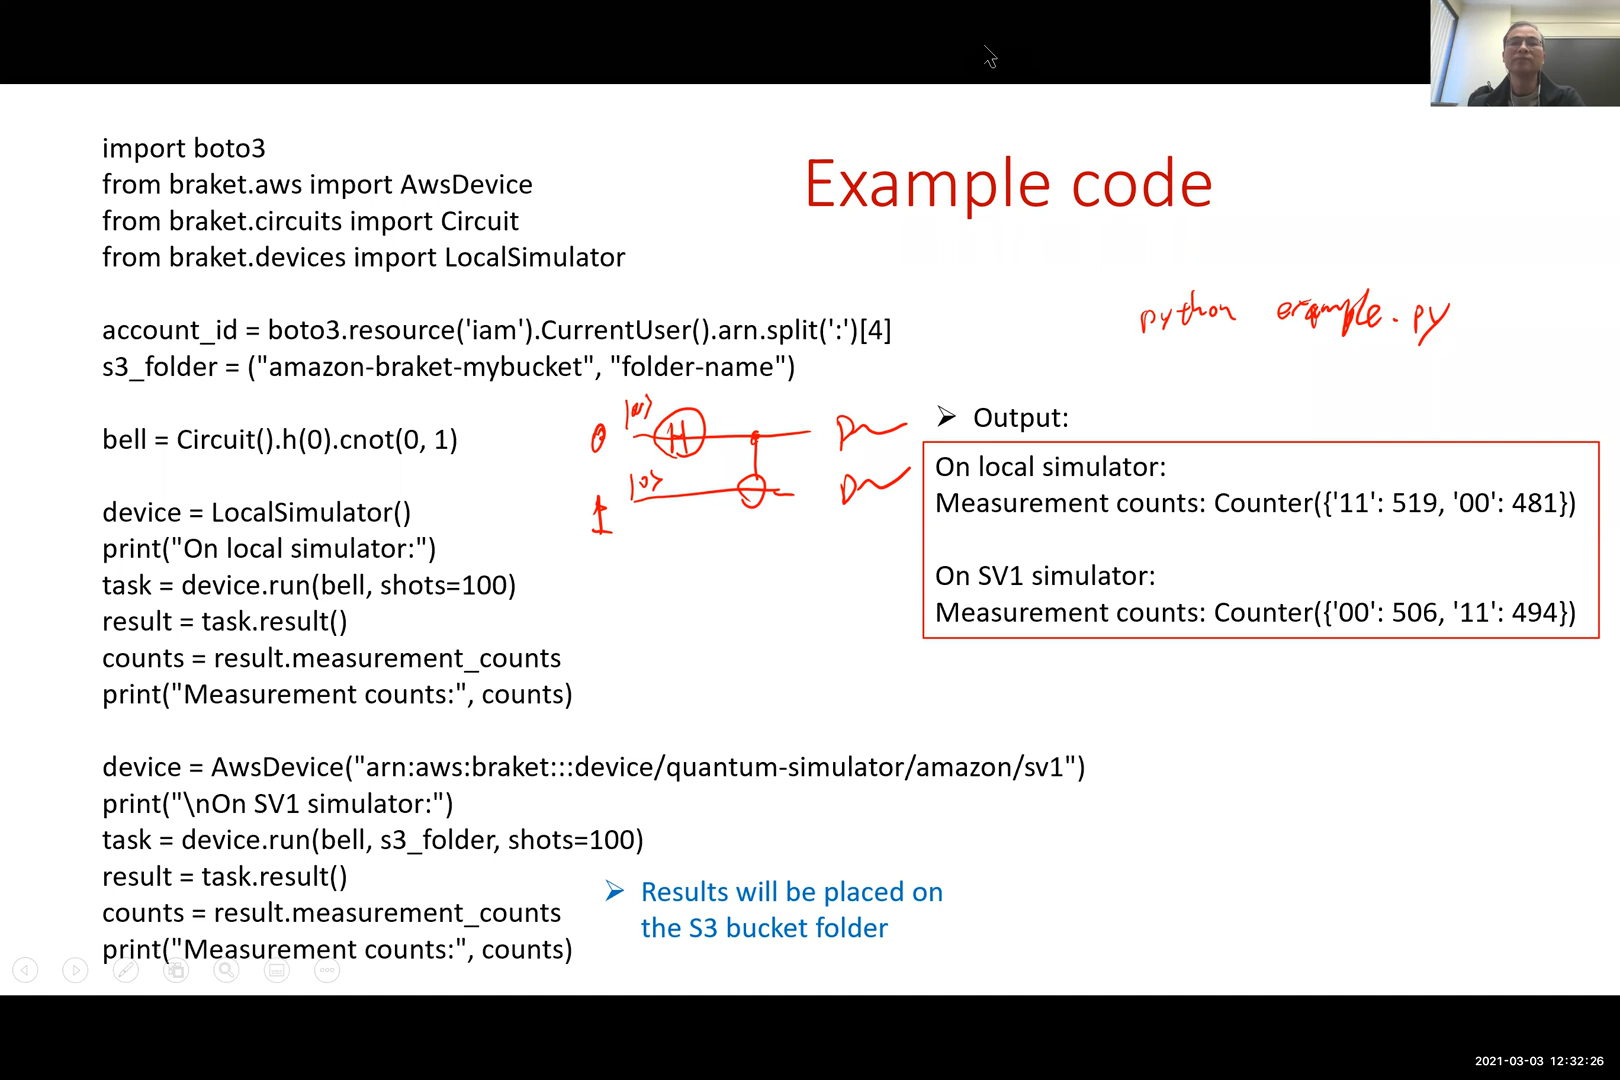 import boto3
from braket.aws import AwsDevice
from braket.circuits import Circuit
from braket.devices import LocalSimulator
Example code
python example.py
account_id = boto3.resource('iam').CurrentUser().arn.split(':')[4]
s3_folder = ("amazon-braket-mybucket", "folder-name")
bell = Circuit().h(0).cnot(0, 1)
0 |0⟩ H
1 |0⟩
device = LocalSimulator()
print("On local simulator:")
task = device.run(bell, shots=100)
result = task.result()
counts = result.measurement_counts
print("Measurement counts:", counts)
➢ Output:
On local simulator:
Measurement counts: Counter({'11': 519, '00': 481})
On SV1 simulator:
Measurement counts: Counter({'00': 506, '11': 494})
device = AwsDevice("arn:aws:braket:::device/quantum-simulator/amazon/sv1")
print("\nOn SV1 simulator:")
task = device.run(bell, s3_folder, shots=100)
result = task.result()
counts = result.measurement_counts
print("Measurement counts:", counts)
➢ Results will be placed on
the S3 bucket folder
2021-03-03 12:32:26